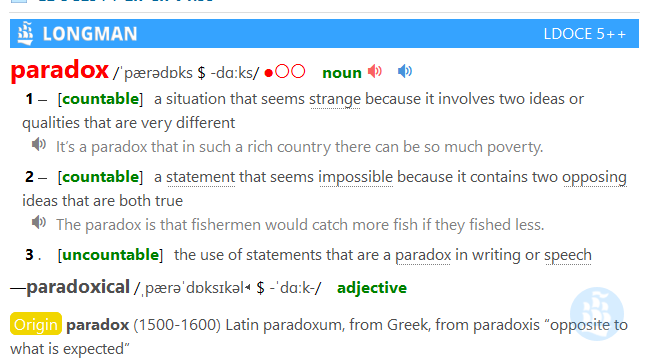 LONGMAN LDOCE 5++
paradox /ˈpærədɒks $ -dɑːks/ ●○○ noun
1 – [countable] a situation that seems strange because it involves two ideas or
qualities that are very different
It’s a paradox that in such a rich country there can be so much poverty.
2 – [countable] a statement that seems impossible because it contains two opposing
ideas that are both true
The paradox is that fishermen would catch more fish if they fished less.
3 . [uncountable] the use of statements that are a paradox in writing or speech
—paradoxical /ˌpærəˈdɒksɪkəl◂ $ -ˈdɑːk-/ adjective
Origin paradox (1500-1600) Latin paradoxum, from Greek, from paradoxis “opposite to
what is expected”